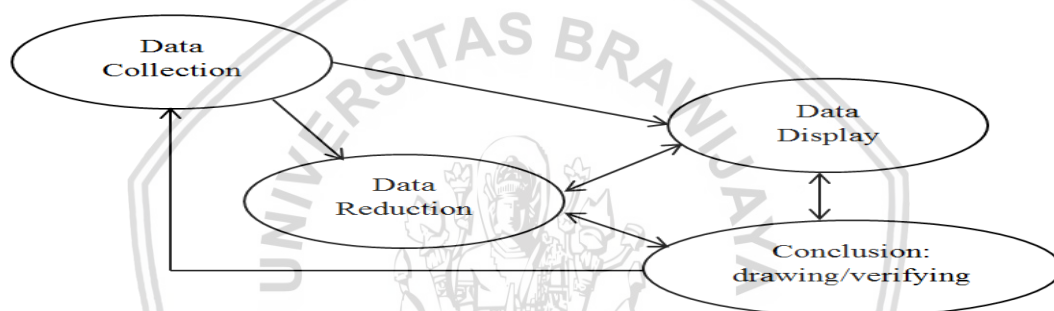 UNIVERSITAS BRAWIJAYA
Data
Collection
Data
Display
Data
Reduction
Conclusion:
drawing/verifying